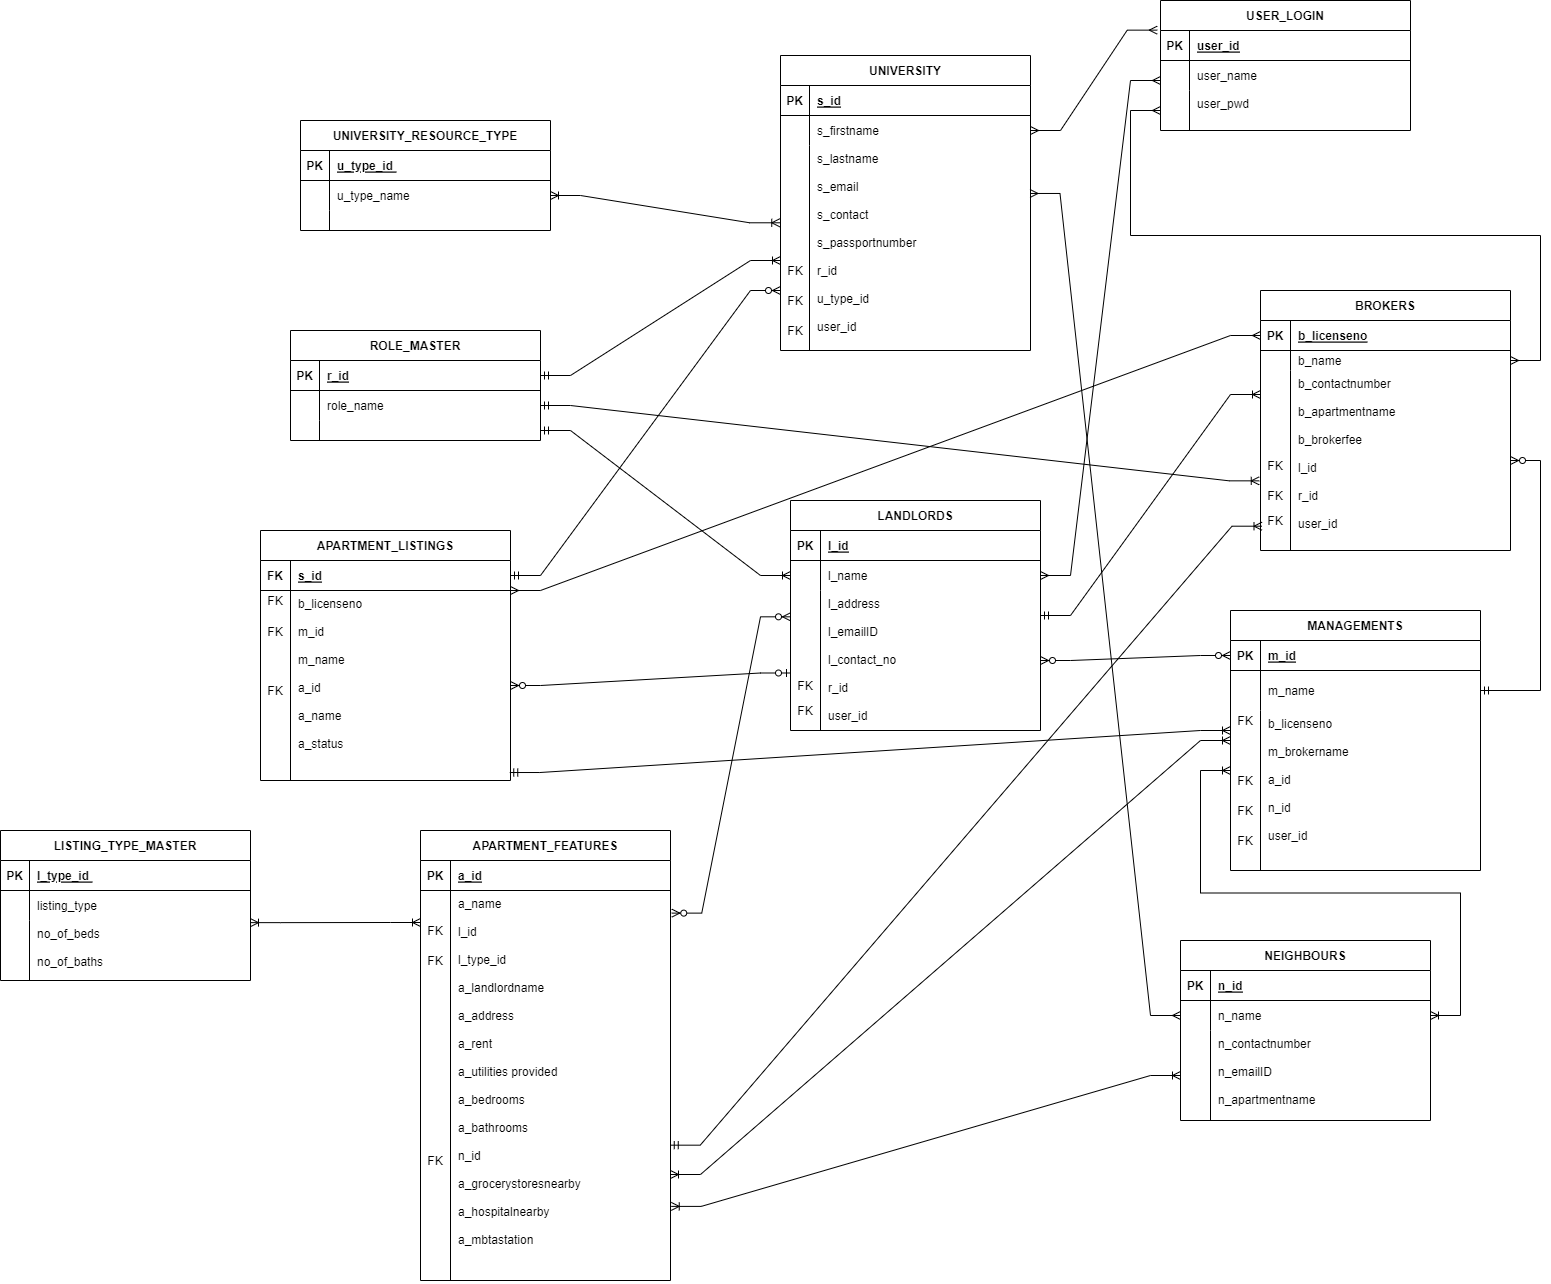 USER_LOGIN
PK user_id
user_name
user_pwd
UNIVERSITY
PK s_id
s_firstname
s_lastname
s_email
s_contact
s_passportnumber
FK r_id
FK u_type_id
FK user_id
UNIVERSITY_RESOURCE_TYPE
PK u_type_id
u_type_name
BROKERS
PK b_licenseno
b_name
b_contactnumber
b_apartmentname
b_brokerfee
FK l_id
FK r_id
FK user_id
ROLE_MASTER
PK r_id
role_name
LANDLORDS
PK l_id
l_name
l_address
l_emailID
l_contact_no
FK r_id
FK user_id
APARTMENT_LISTINGS
FK s_id
FK b_licenseno
FK m_id
m_name
FK a_id
a_name
a_status
MANAGEMENTS
PK m_id
m_name
FK b_licenseno
m_brokername
FK a_id
FK n_id
FK user_id
LISTING_TYPE_MASTER
PK l_type_id
listing_type
no_of_beds
no_of_baths
APARTMENT_FEATURES
PK a_id
a_name
FK l_id
FK l_type_id
a_landlordname
a_address
a_rent
a_utilities provided
a_bedrooms
a_bathrooms
FK n_id
a_grocerystoresnearby
a_hospitalnearby
a_mbtastation
NEIGHBOURS
PK n_id
n_name
n_contactnumber
n_emailID
n_apartmentname